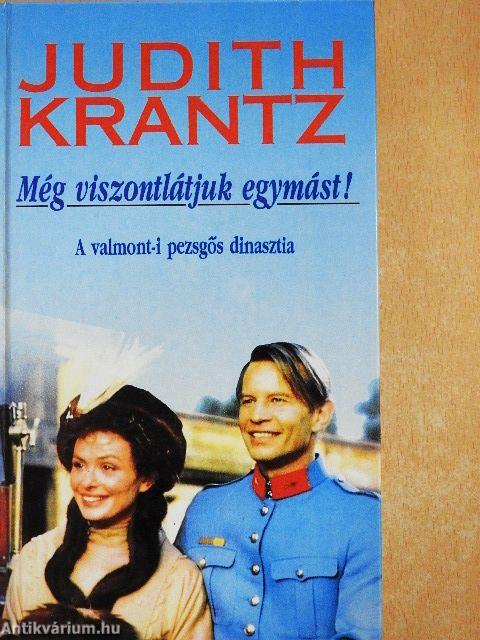 JUDITH
KRANTZ
Még viszontlátjuk egymást!
A valmont-i pezsgős dinasztia
Antikvárium.hu